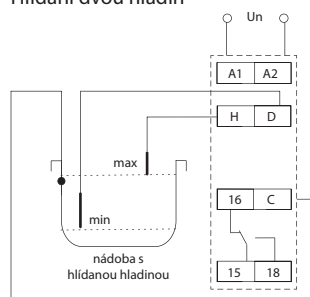 Hlídání dvou hladin
Un
A1 A2
H D
max
min
16 C
nádoba s
hlídanou hladinou
15 18